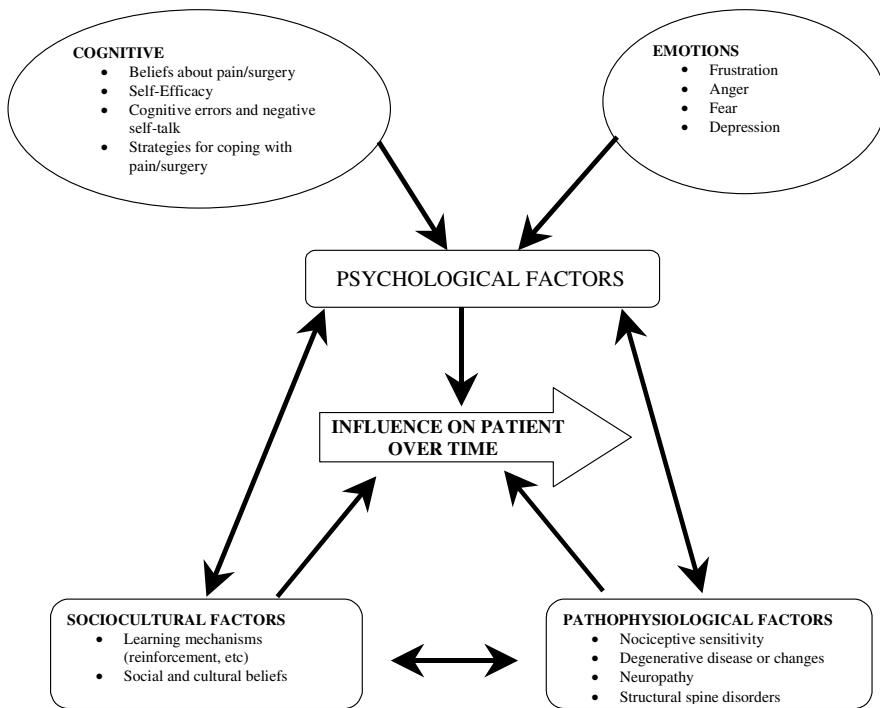 COGNITIVE
• Beliefs about pain/surgery
• Self-Efficacy
• Cognitive errors and negative
self-talk
• Strategies for coping with
pain/surgery
EMOTIONS
• Frustration
• Anger
• Fear
• Depression
PSYCHOLOGICAL FACTORS
INFLUENCE ON PATIENT
OVER TIME
SOCIOCULTURAL FACTORS
• Learning mechanisms
(reinforcement, etc)
• Social and cultural beliefs
PATHOPHYSIOLOGICAL FACTORS
• Nociceptive sensitivity
• Degenerative disease or changes
• Neuropathy
• Structural spine disorders